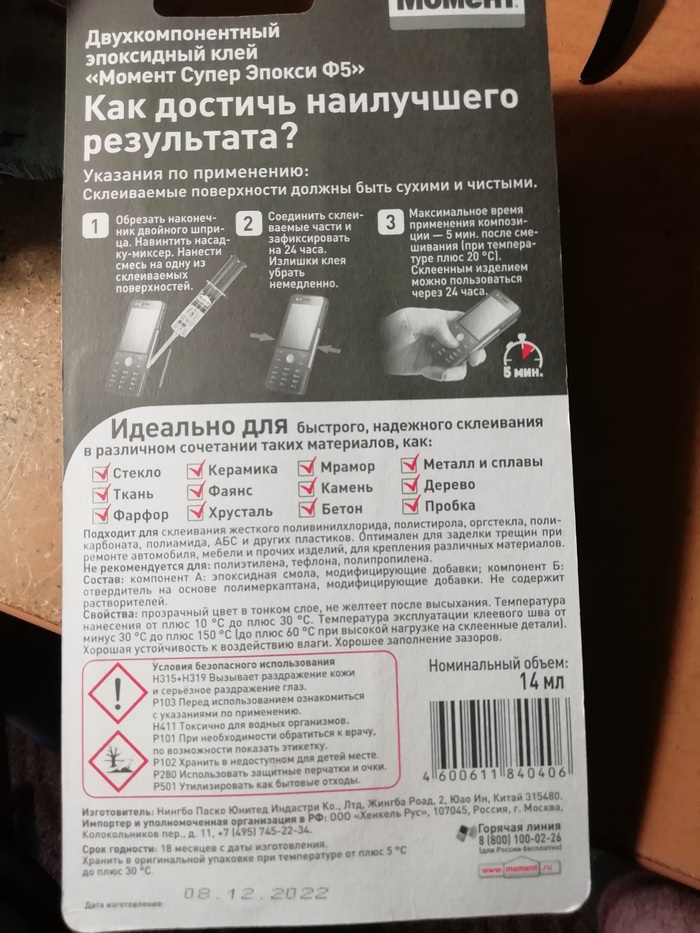 Момент
Двухкомпонентный
эпоксидный клей
«Момент Супер Эпокси Ф5»
Как достичь наилучшего
результата?
Указания по применению:
Склеиваемые поверхности должны быть сухими и чистыми.
1 Обрезать наконеч-
ник двойного шпри-
ца. Навинтить насад-
ку-миксер. Нанести
смесь на одну из
склеиваемых
поверхностей.
2 Соединить склеи-
ваемые части и
зафиксировать
на 24 часа.
Излишки клея
убрать
немедленно.
3 Максимальное время
применения компози-
ции — 5 мин. после сме-
шивания (при темпера-
туре плюс 20 °С).
Склеенным изделием
можно пользоваться
через 24 часа.
5 мин.
Идеально для быстрого, надежного склеивания
в различном сочетании таких материалов, как:
Стекло Керамика Мрамор Металл и сплавы
Ткань Фаянс Камень Дерево
Фарфор Хрусталь Бетон Пробка
Подходит для склеивания жесткого поливинилхлорида, полистирола, оргстекла, поли-
карбоната, полиамида, АБС и других пластиков. Оптимален для заделки трещин при
ремонте автомобиля, мебели и прочих изделий, для крепления различных материалов.
Не рекомендуется для: полиэтилена, тефлона, полипропилена.
Состав: компонент А: эпоксидная смола, модифицирующие добавки; компонент Б:
отвердитель на основе полимеркаптана, модифицирующие добавки. Не содержит
растворителей.
Свойства: прозрачный цвет в тонком слое, не желтеет после высыхания. Температура
нанесения от плюс 10 °С до плюс 30 °С. Температура эксплуатации клеевого шва от
минус 30 °С до плюс 150 °С (до плюс 60 °С при высокой нагрузке на склеенные детали).
Хорошая устойчивость к воздействию влаги. Хорошее заполнение зазоров.
Условия безопасного использования
H315+H319 Вызывает раздражение кожи
и серьёзное раздражение глаз.
P103 Перед использованием ознакомиться
с указаниями по применению.
H411 Токсично для водных организмов.
P101 При необходимости обратиться к врачу,
по возможности показать этикетку.
P102 Хранить в недоступном для детей месте.
P280 Использовать защитные перчатки и очки.
P501 Утилизировать как бытовые отходы.
Номинальный объем:
14 мл
4 600611 840406
Изготовитель: Нингбо Паско Юнитед Индастри Ко., Лтд, Жингба Роад, 2, Юао Ин, Китай 315480.
Импортер и уполномоченная организация в РФ: ООО «Хенкель Рус», 107045, Россия, г. Москва,
Колокольников пер., д. 11, +7 (495) 745-22-34.
Срок годности: 18 месяцев с даты изготовления.
Хранить в оригинальной упаковке при температуре от плюс 5 °С
до плюс 30 °С.
Горячая линия
8 (800) 100-02-26
(для России бесплатно)
www.moment.ru
Дата изготовления: 08.12.2022